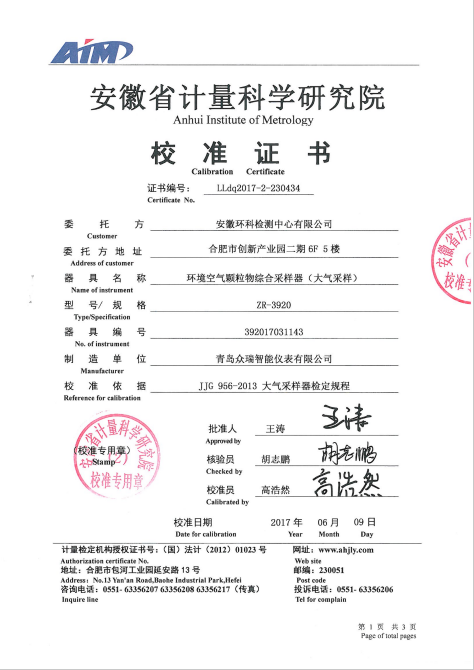 AIMD
安徽省计量科学研究院
Anhui Institute of Metrology
校 准 证 书
Calibration Certificate
证书编号： LLdq2017-2-230434
Certificate No.
委 托 方 安徽环科检测中心有限公司
Customer
委 托 方 地 址 合肥市创新产业园二期 6F 5 楼
Address of customer
器 具 名 称 环境空气颗粒物综合采样器（大气采样）
Name of instrument
型 号/ 规 格 ZR-3920
Type/Specification
器 具 编 号 392017031143
No. of instrument
制 造 单 位 青岛众瑞智能仪表有限公司
Manufacturer
校 准 依 据 JJG 956-2013 大气采样器检定规程
Reference for calibration
批准人 王涛 王涛
Approved by
（校准专用章）
Stamp
安徽省计量科学研究院
(2)
校准专用章
核验员 胡志鹏 胡志鹏
Checked by
校准员 高浩然 高浩然
Calibrated by
安徽省计
校准专
校准日期 2017 年 06 月 09 日
Date for calibration Year Month Day
计量检定机构授权证书号：（国）法计（2012）01023 号 网址：www.ahjly.com
Authorization certificate No. Web site
地址：合肥市包河工业园延安路 13 号 邮编：230051
Address: No.13 Yan'an Road,Baohe Industrial Park,Hefei Post code
咨询电话：0551- 63356207 63356208 63356217（传真） 投诉电话：0551- 63356206
Inquire line Tel for complain
第 1 页 共 3 页
Page of total pages